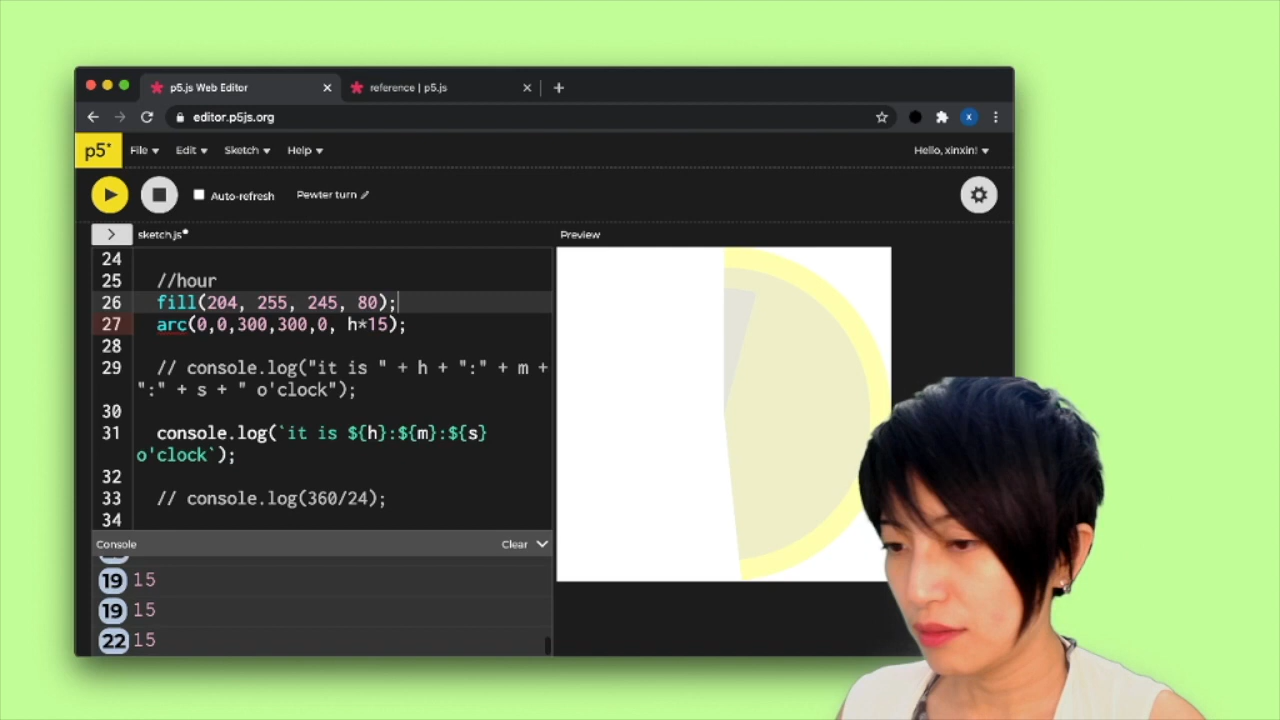 p5.js Web Editor
reference | p5.js
editor.p5js.org
X
p5*
File
Edit
Sketch
Help
Hello, xinxin!
Auto-refresh
Pewter turn
sketch.js
Preview
24
25 //hour
26 fill(204, 255, 245, 80);
27 arc(0,0,300,300,0, h*15);
28
29 // console.log("it is " + h + ":" + m +
":" + s + " o'clock");
30
31 console.log(`it is ${h}:${m}:${s}
o'clock`);
32
33 // console.log(360/24);
34
Console
Clear
19 15
19 15
22 15